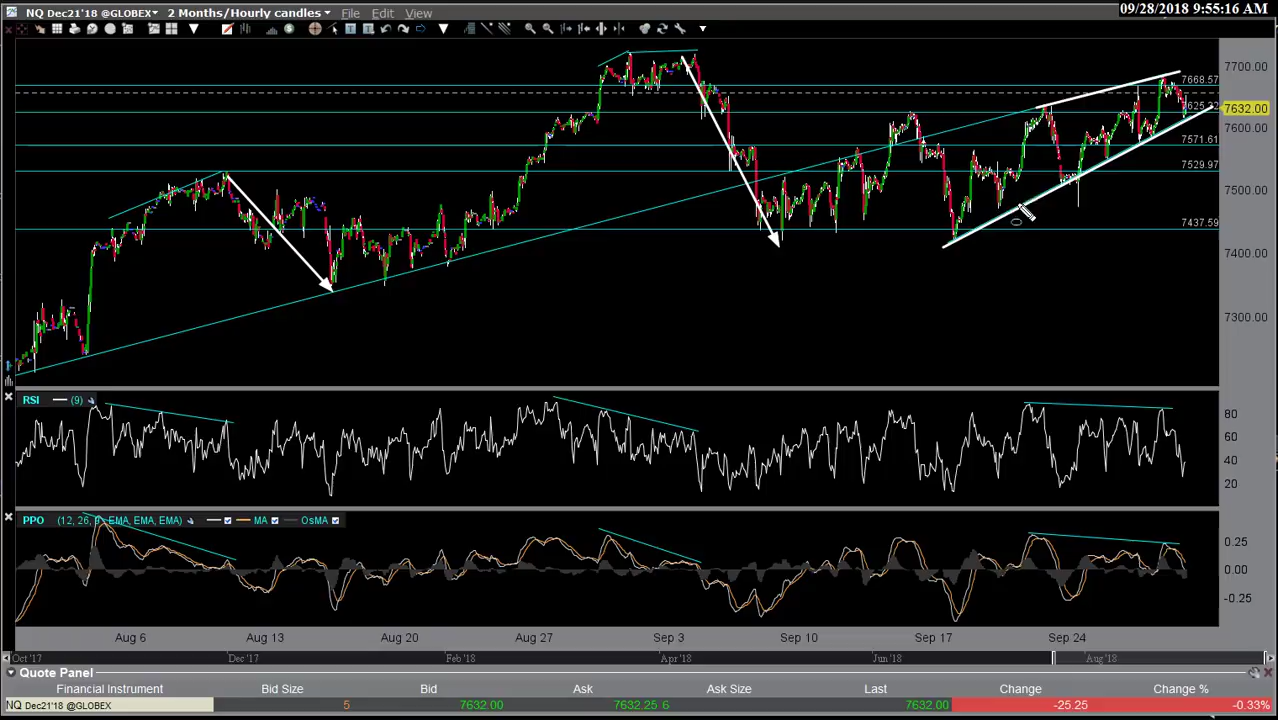 09/28/2018 9:55:16 AM
NQ Dec21'18 @GLOBEX 2 Months/Hourly candles File Edit View
7700.00
7668.57
7625.22
7632.00
7600.00
7571.61
7529.97
7500.00
7437.59
7400.00
7300.00
RSI (9)
80
60
40
20
PPO (12, 26, 9, EMA, EMA, EMA) MA OsMA
0.25
0.00
-0.25
Aug 6 Aug 13 Aug 20 Aug 27 Sep 3 Sep 10 Sep 17 Sep 24
Oct '17 Dec'17 Feb '18 Apr '18 Jun '18 Aug '18
Quote Panel
Financial Instrument Bid Size Bid Ask Ask Size Last Change Change %
NQ Dec21'18 @GLOBEX 5 7632.00 7632.25 6 7632.00 -25.25 -0.33%